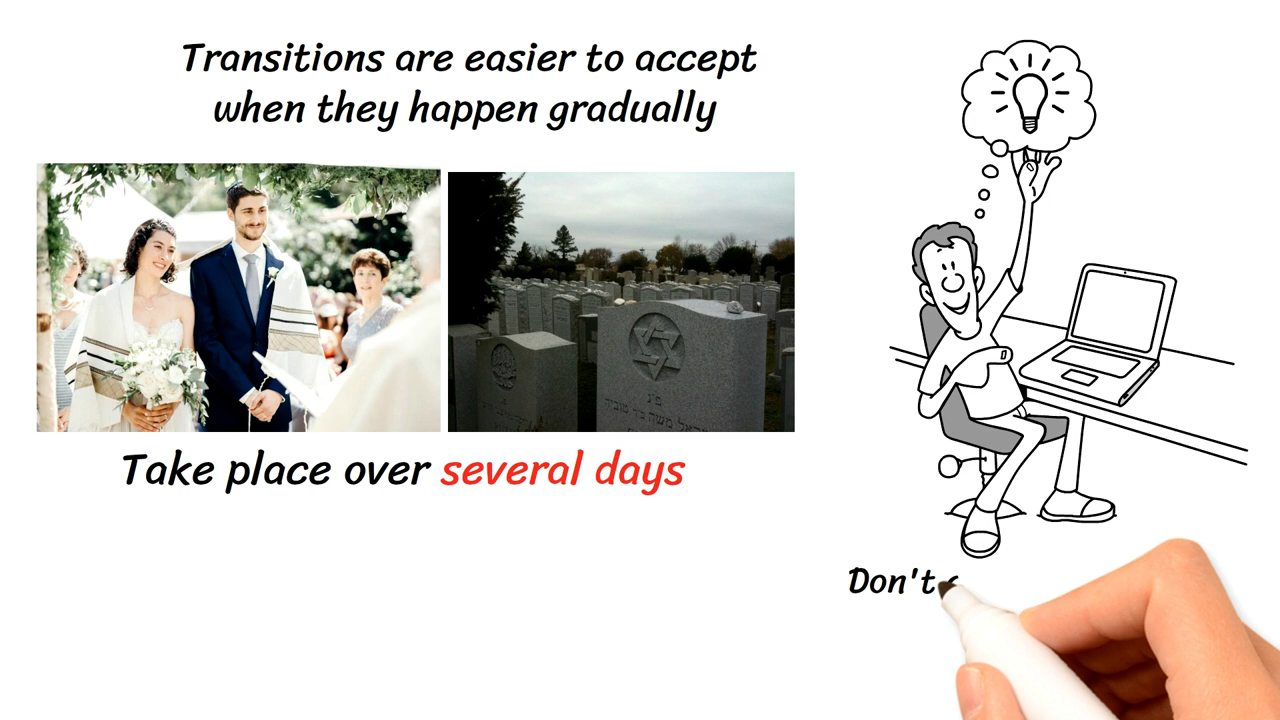 Transitions are easier to accept
when they happen gradually
פ"נ
Take place over several days
Don't